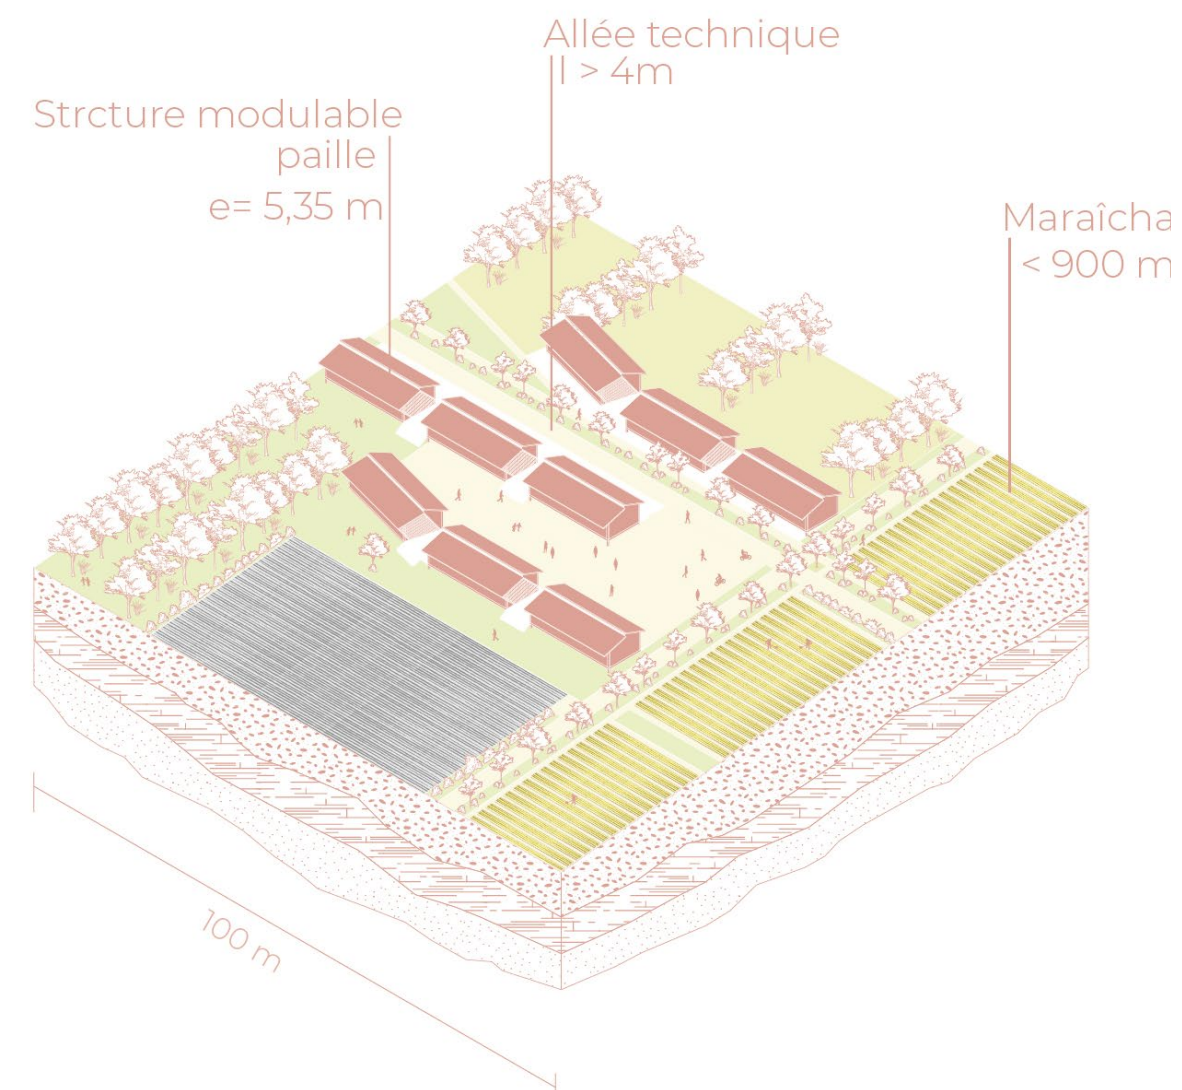 Allée technique
l > 4m
Strcture modulable
paille
e= 5,35 m
Maraîcha
< 900 m
100 m